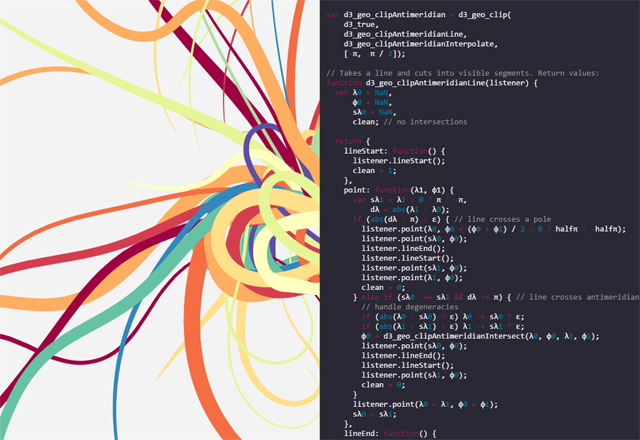 var d3_geo_clipAntimeridian = d3_geo_clip(
d3_true,
d3_geo_clipAntimeridianLine,
d3_geo_clipAntimeridianInterpolate,
[-π, -π / 2]);
// Takes a line and cuts into visible segments. Return values:
function d3_geo_clipAntimeridianLine(listener) {
var λ0 = NaN,
φ0 = NaN,
sλ0 = NaN,
clean; // no intersections
return {
lineStart: function() {
listener.lineStart();
clean = 1;
},
point: function(λ1, φ1) {
var sλ1 = λ1 > 0 ? π : -π,
dλ = abs(λ1 - λ0);
if (abs(dλ - π) < ε) { // line crosses a pole
listener.point(λ0, φ0 = (φ0 + φ1) / 2 > 0 ? halfπ : -halfπ);
listener.point(sλ0, φ0);
listener.lineEnd();
listener.lineStart();
listener.point(sλ1, φ0);
listener.point(λ1, φ0);
clean = 0;
} else if (sλ0 !== sλ1 && dλ >= π) { // line crosses antimeridian
// handle degeneracies
if (abs(λ0 - sλ0) < ε) λ0 -= sλ0 * ε;
if (abs(λ1 - sλ1) < ε) λ1 -= sλ1 * ε;
φ0 = d3_geo_clipAntimeridianIntersect(λ0, φ0, λ1, φ1);
listener.point(sλ0, φ0);
listener.lineEnd();
listener.lineStart();
listener.point(sλ1, φ0);
clean = 0;
}
listener.point(λ0 = λ1, φ0 = φ1);
sλ0 = sλ1;
},
lineEnd: function() {